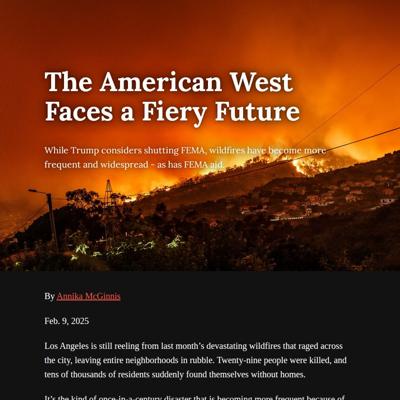 The American West
Faces a Fiery Future
While Trump considers shutting FEMA, wildfires have become more
frequent and widespread - as has FEMA aid.
By Annika McGinnis
Feb. 9, 2025
Los Angeles is still reeling from last month’s devastating wildfires that raged across
the city, leaving entire neighborhoods in rubble. Twenty-nine people were killed, and
tens of thousands of residents suddenly found themselves without homes.
It’s the kind of once-in-a-century disaster that is becoming more frequent because of